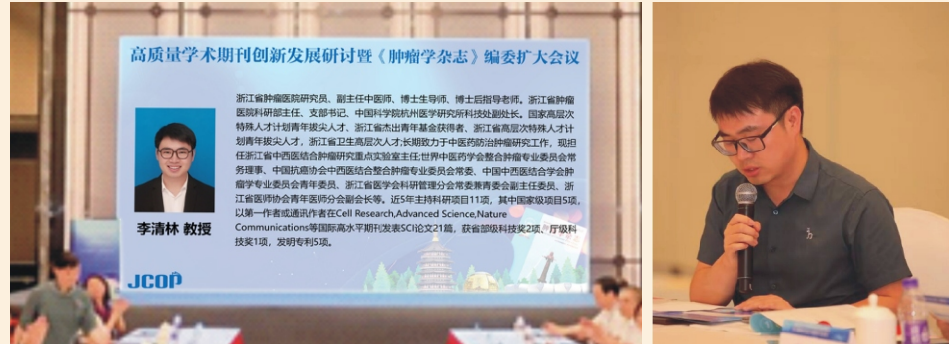 高质量学术期刊创新发展研讨暨《肿瘤学杂志》编委扩大会议
浙江省肿瘤医院研究员、副主任中医师、博士生导师、博士后指导老师。浙江省肿瘤
医院科研部主任、支部书记、中国科学院杭州医学研究所科技处副处长。国家高层次
特殊人才计划青年拔尖人才、浙江省杰出青年基金获得者、浙江省高层次特殊人才计
划青年拔尖人才、浙江省卫生高层次人才;长期致力于中医药防治肿瘤研究工作，现担
任浙江省中西医结合肿瘤研究重点实验室主任;世界中医药学会整合肿瘤专业委员会常
务理事、中国抗癌协会中西医结合整合肿瘤专业委员会常委、中国中西医结合学会肿
瘤学专业委员会青年委员、浙江省医学会科研管理分会常委兼青委会副主任委员、浙
江省医师协会青年医师分会副会长等。近5年主持科研项目11项，其中国家级项目5项，
以第一作者或通讯作者在Cell Research,Advanced Science,Nature
Communications等国际高水平期刊发表SCI论文21篇，获省部级科技奖2项、厅级科
技奖1项，发明专利5项。
李清林 教授
JCOP